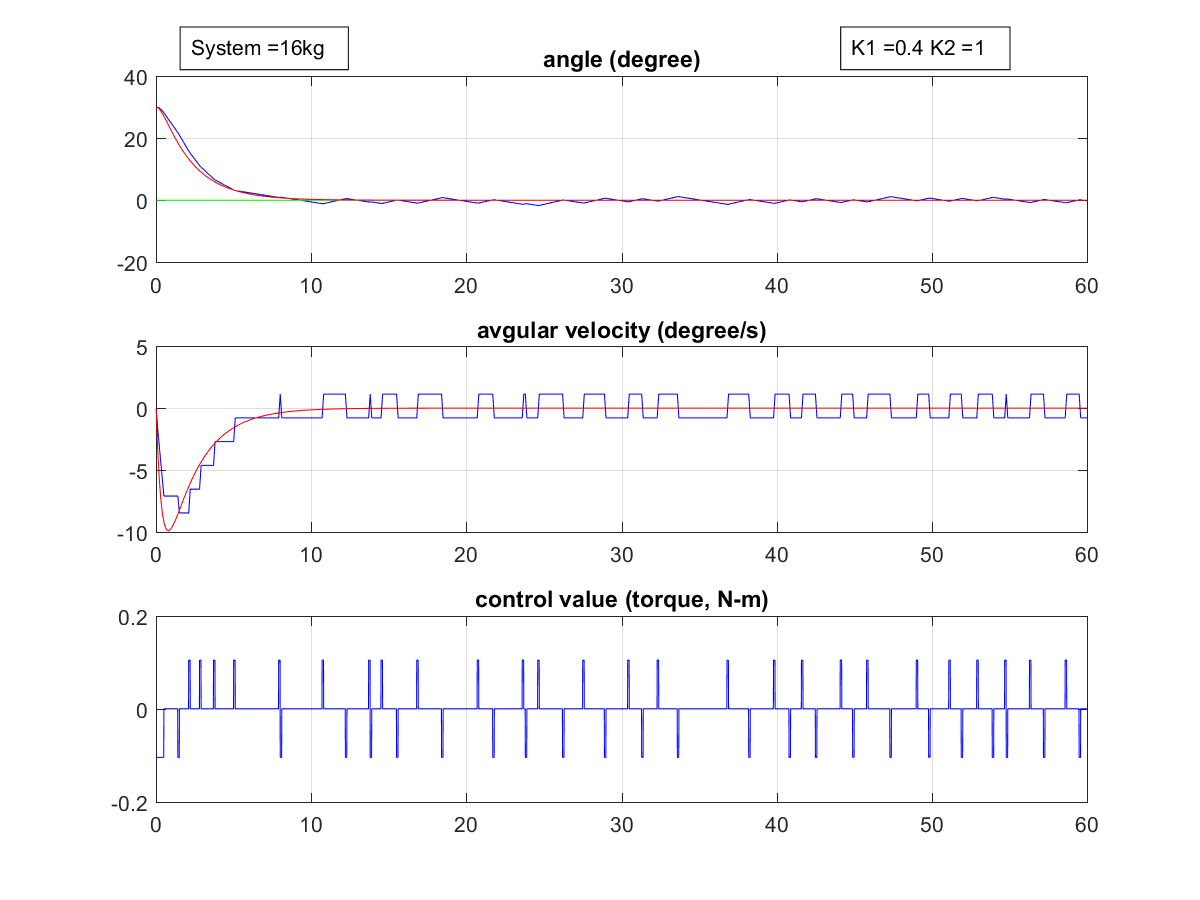 System =16kg
K1 =0.4 K2 =1
angle (degree)
40
20
0
-20
0 10 20 30 40 50 60
avgular velocity (degree/s)
5
0
-5
-10
0 10 20 30 40 50 60
control value (torque, N-m)
0.2
0
-0.2
0 10 20 30 40 50 60